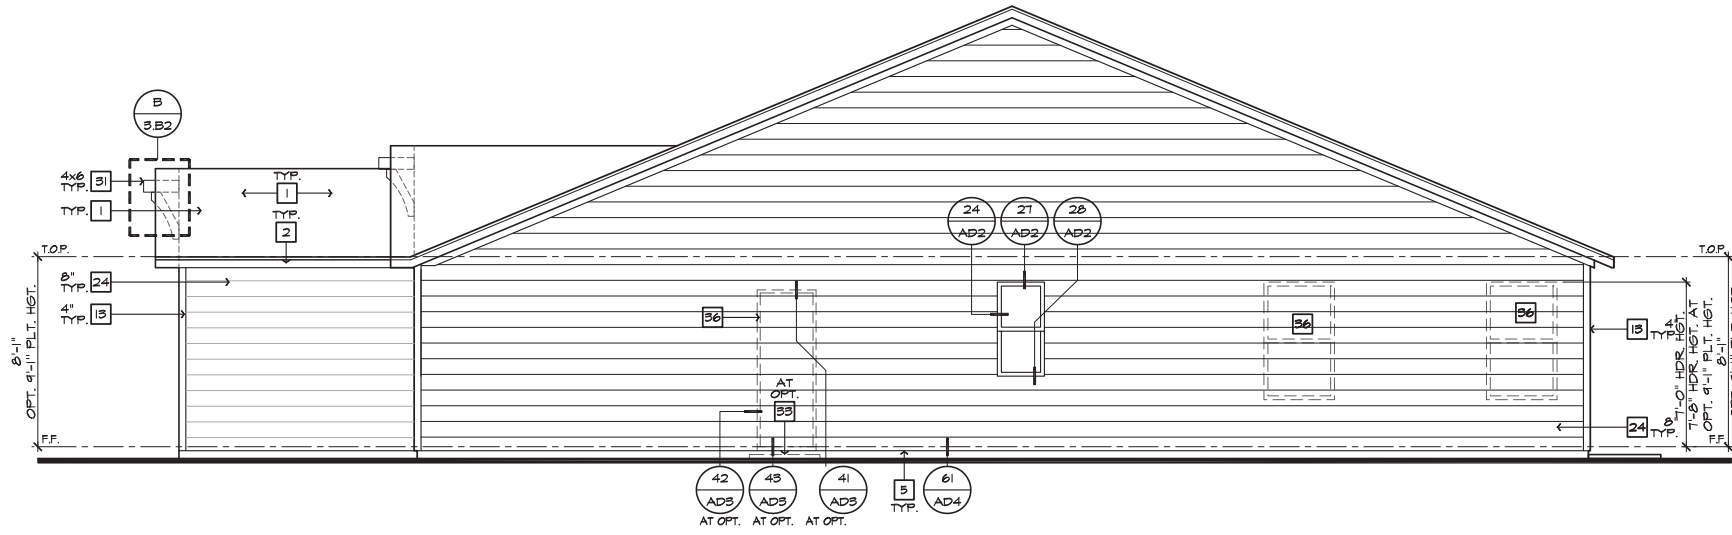 B
3.B2
4x6
TYP.
31
TYP.
1
TYP.
1
TYP.
2
T.O.P.
8"
TYP.
24
4"
TYP.
13
8'-1"
OPT. 9'-1" PLT. HGT.
F.F.
24
AD2
27
AD2
28
AD2
36
AT
OPT.
33
36
36
T.O.P.
13
4"
TYP.
24
8"
TYP.
7'-0" HDR. HGT.
7'-8" HDR. HGT. AT
OPT. 9'-1" PLT. HGT.
8'-1"
F.F.
42
AD3
AT OPT.
43
AD3
AT OPT.
41
AD3
AT OPT.
5
TYP.
61
AD4